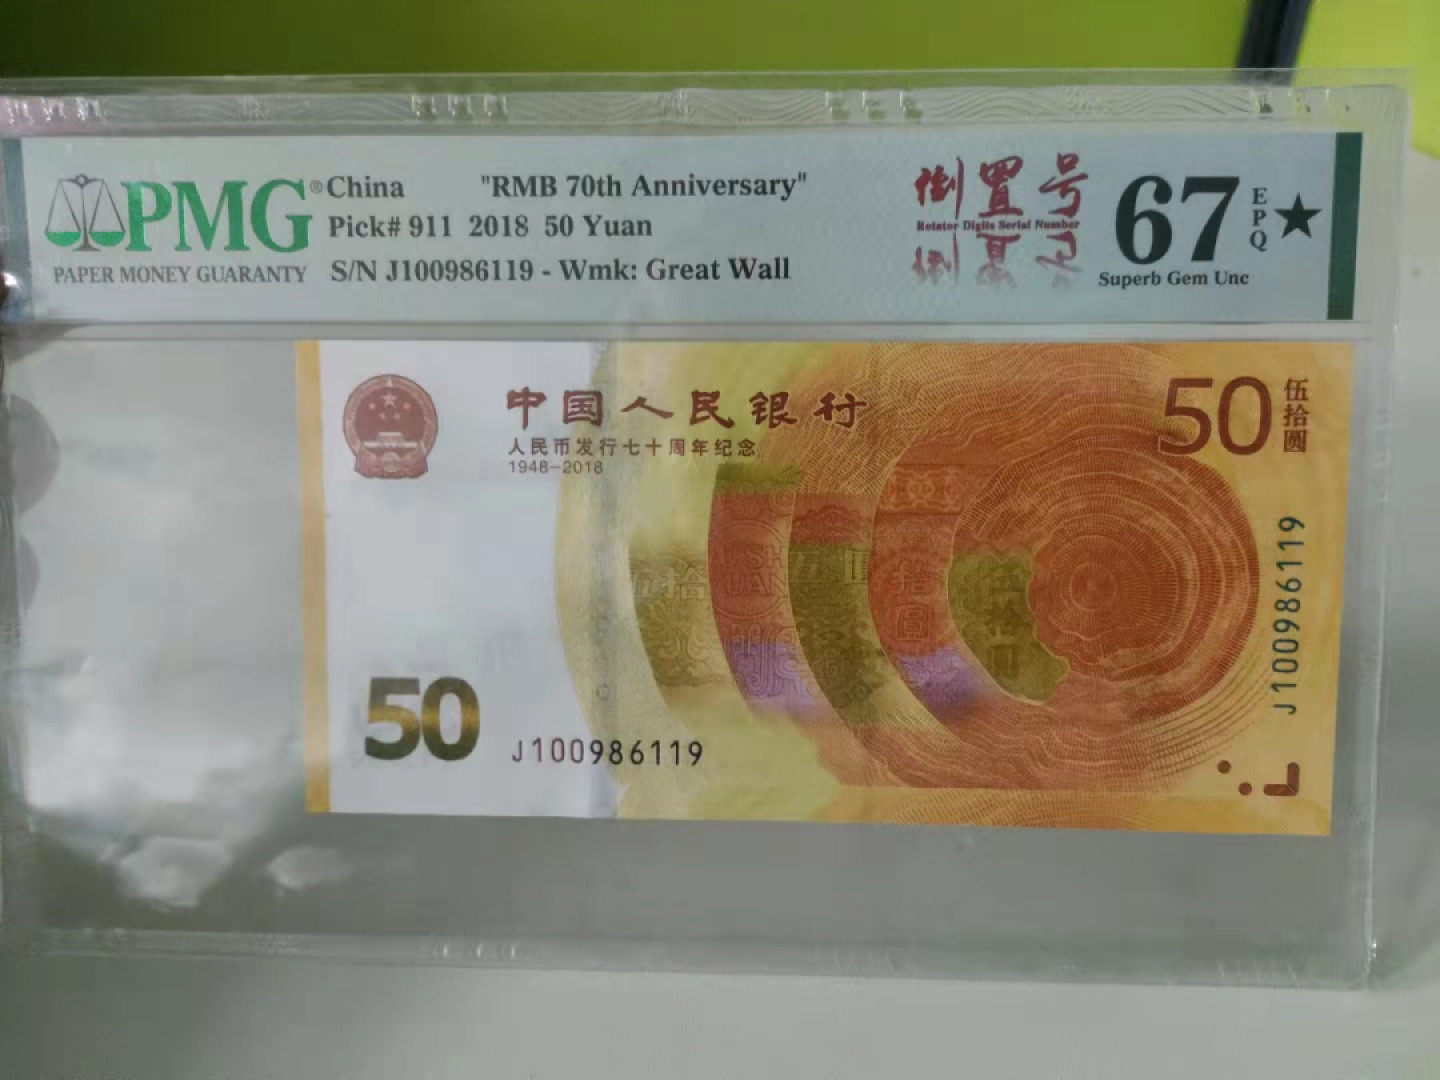 PMG®
PAPER MONEY GUARANTY
China "RMB 70th Anniversary"
Pick# 911 2018 50 Yuan
S/N J100986119 - Wmk: Great Wall
倒置号
Rotator Digits Serial Number
67
EPQ
★
Superb Gem Unc
中国人民银行
人民币发行七十周年纪念
1948-2018
50
伍拾圆
J100986119
50
J100986119